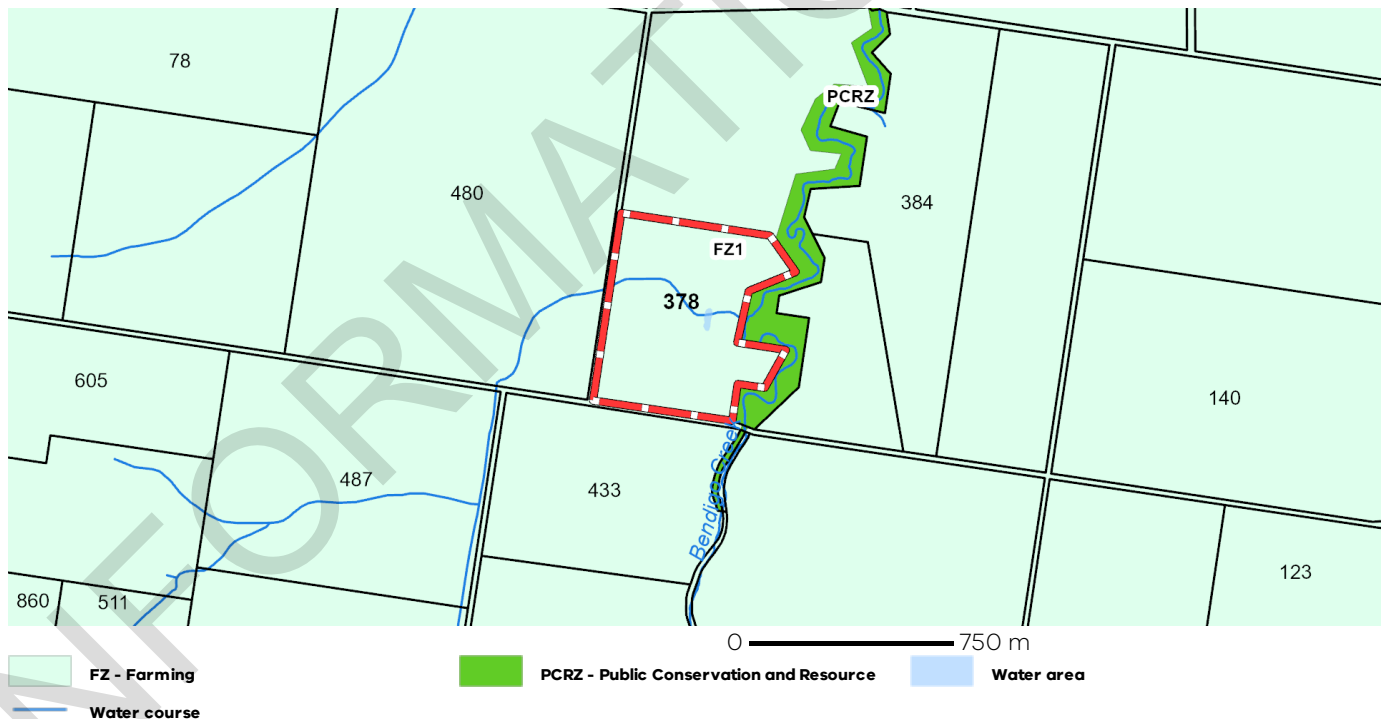 78
PCRZ
480
384
FZ1
378
605
140
487
433
Bendigo Creek
123
860
511
INFORMATIO
0 750 m
FZ - Farming
PCRZ - Public Conservation and Resource
Water area
Water course